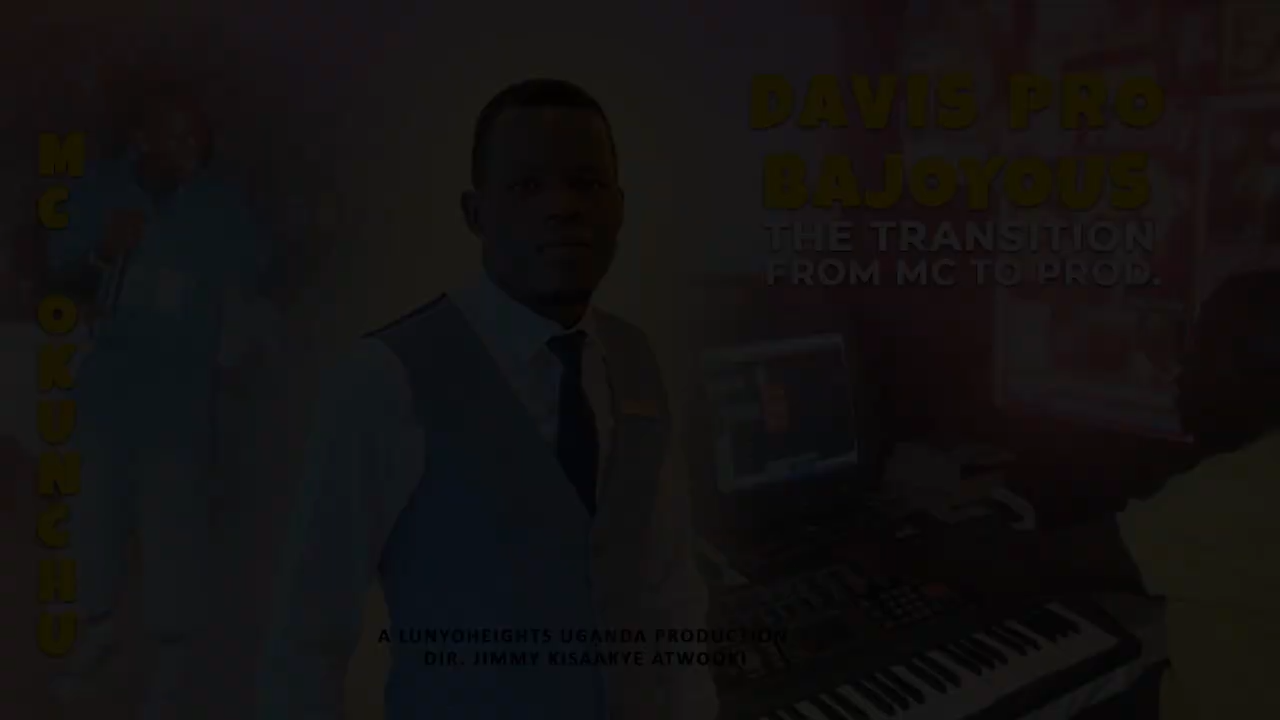 MC OKUNCHU
DAVIS PRO
BAJOYOUS
THE TRANSITION
FROM MC TO PROD.
A LUNYOHEIGHTS UGANDA PRODUCTION
DIR. JIMMY KISAAKYE ATWOOKI